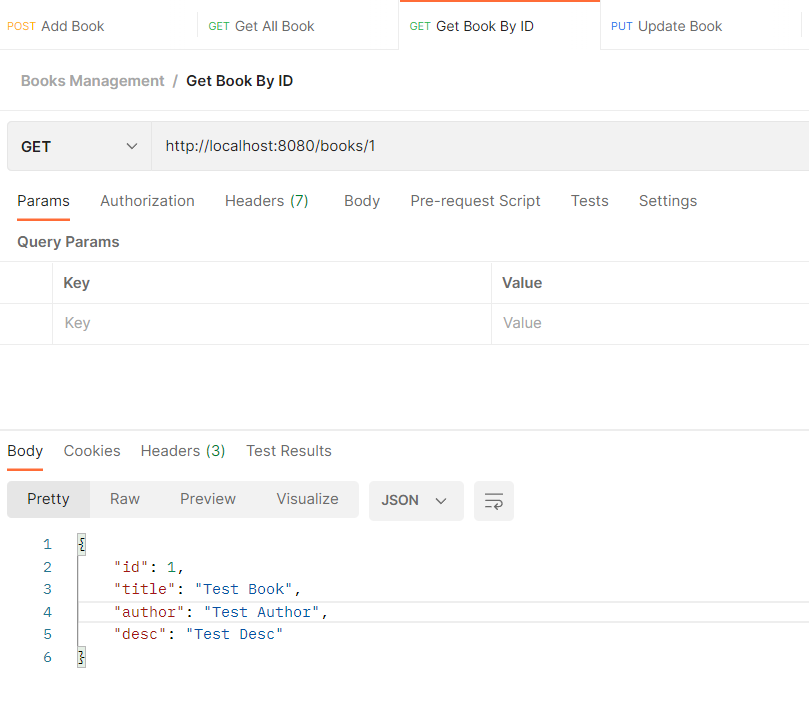 POST Add Book GET Get All Book GET Get Book By ID PUT Update Book
Books Management / Get Book By ID
GET http://localhost:8080/books/1
Params Authorization Headers (7) Body Pre-request Script Tests Settings
Query Params
Key Value
Key Value
Body Cookies Headers (3) Test Results
Pretty Raw Preview Visualize JSON
1 {
2 "id": 1,
3 "title": "Test Book",
4 "author": "Test Author",
5 "desc": "Test Desc"
6 }